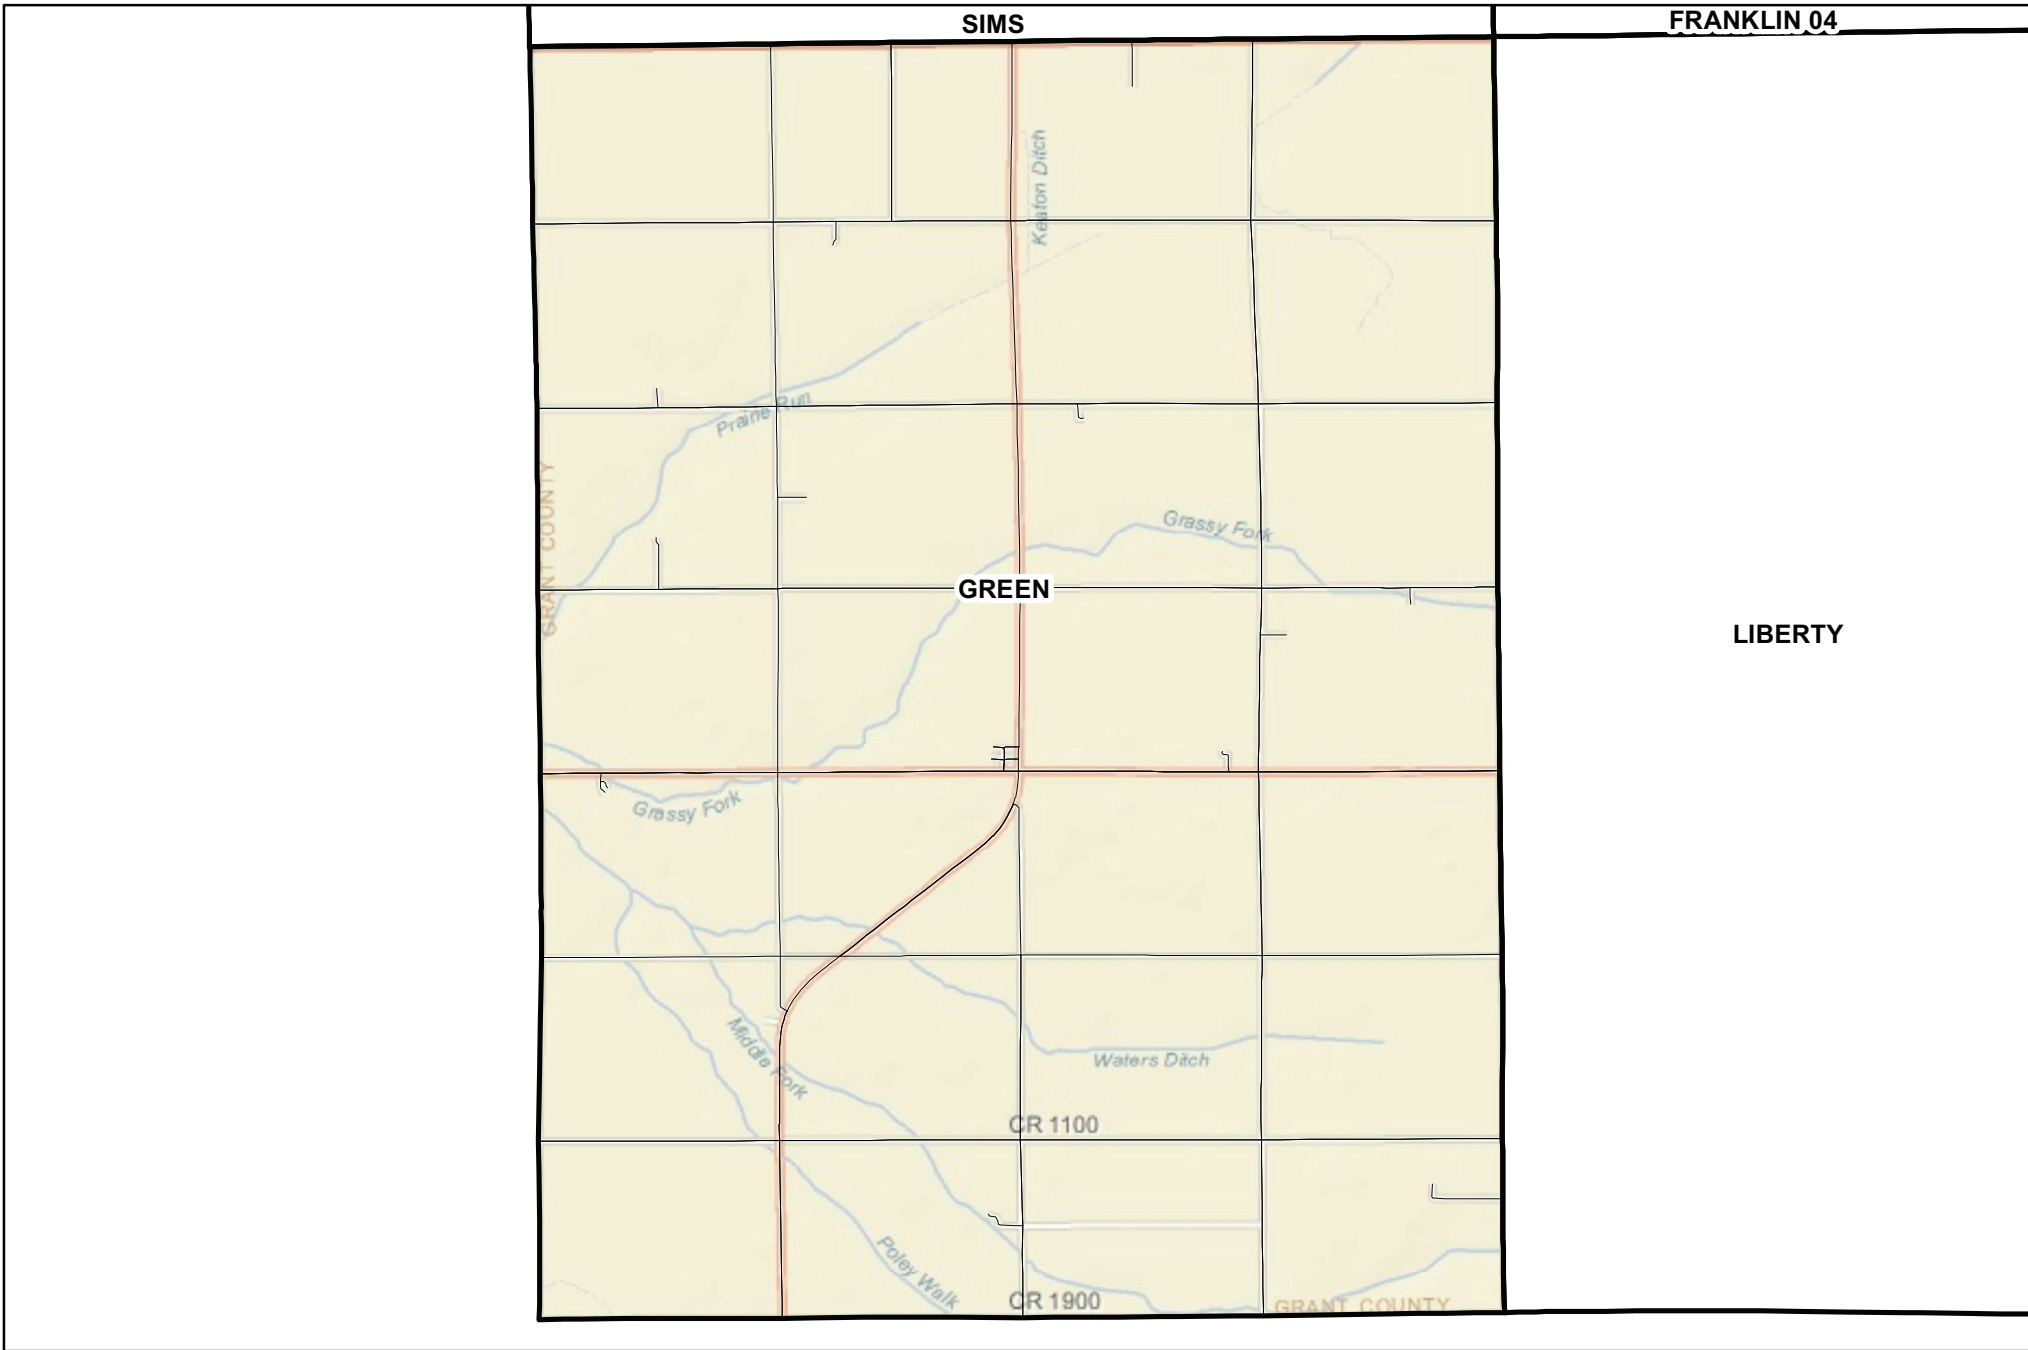 SIMS
FRANKLIN 04
Keaton Ditch
Prairie Run
GRANT COUNTY
Grassy Fork
GREEN
LIBERTY
Grassy Fork
Middle Fork
Waters Ditch
CR 1100
Poley Walk
CR 1900
GRANT COUNTY